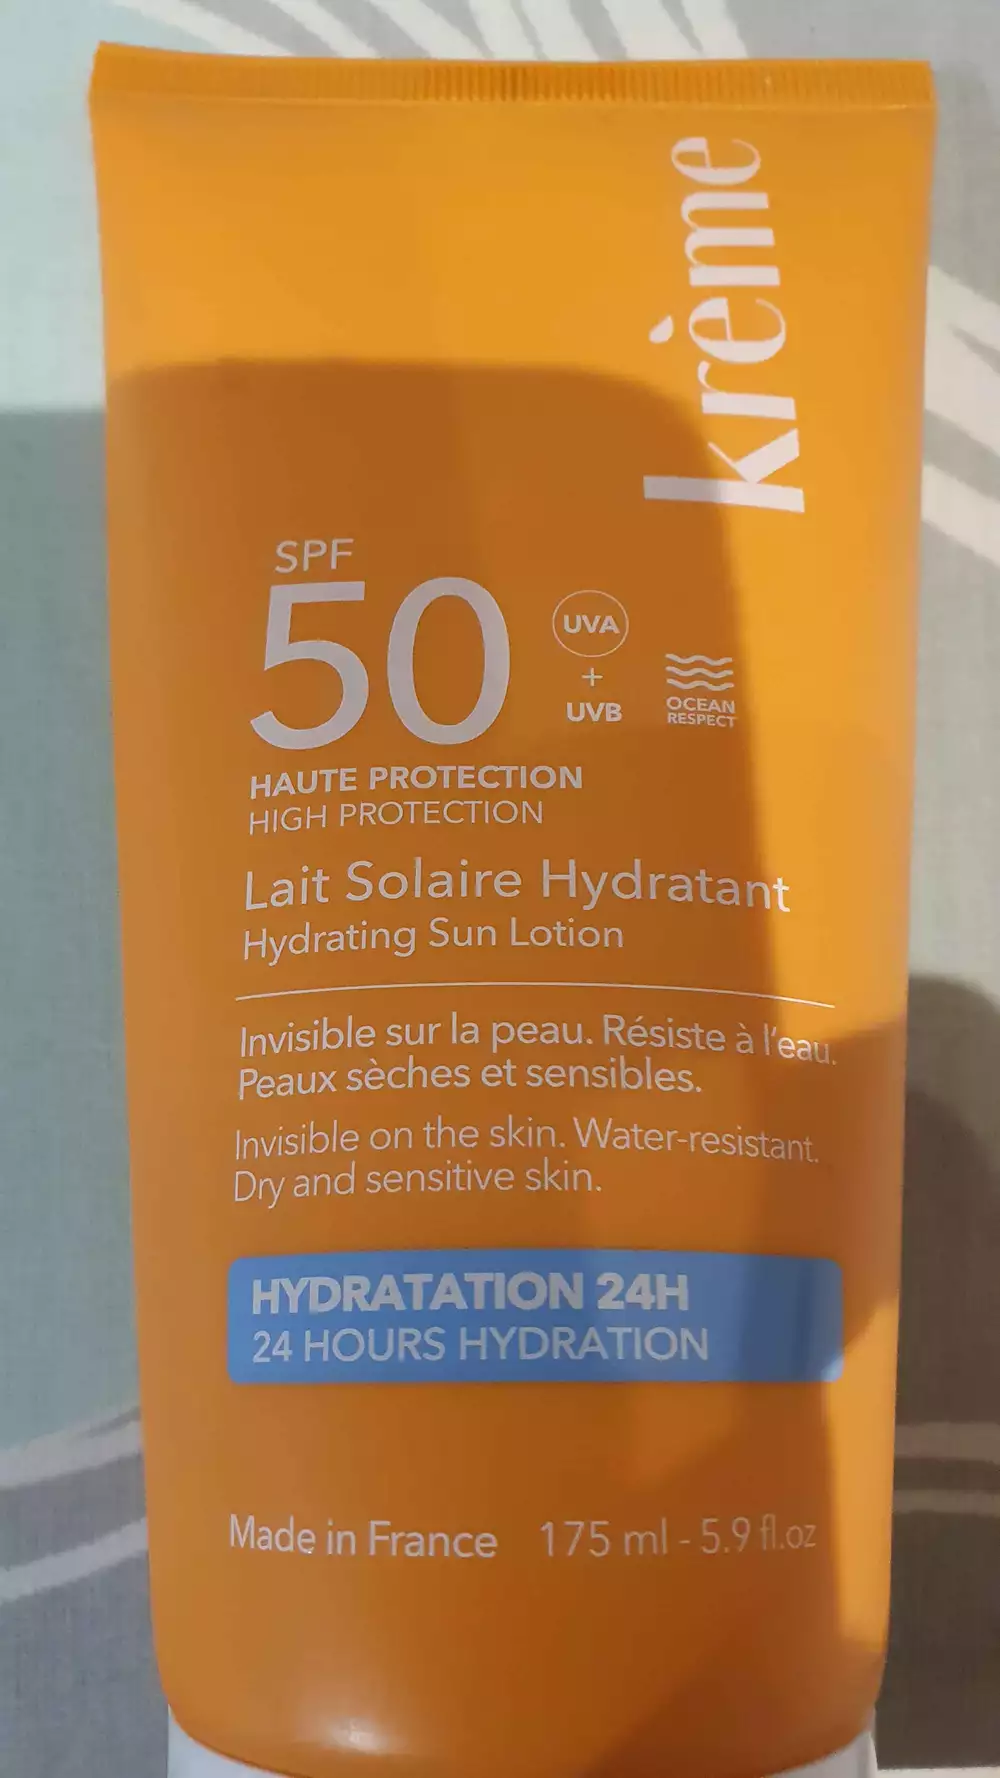 krème
SPF
50
UVA
+
UVB
OCEAN
RESPECT
HAUTE PROTECTION
HIGH PROTECTION
Lait Solaire Hydratant
Hydrating Sun Lotion
Invisible sur la peau. Résiste à l'eau.
Peaux sèches et sensibles.
Invisible on the skin. Water-resistant.
Dry and sensitive skin.
HYDRATATION 24H
24 HOURS HYDRATION
Made in France 175 ml - 5.9 fl.oz